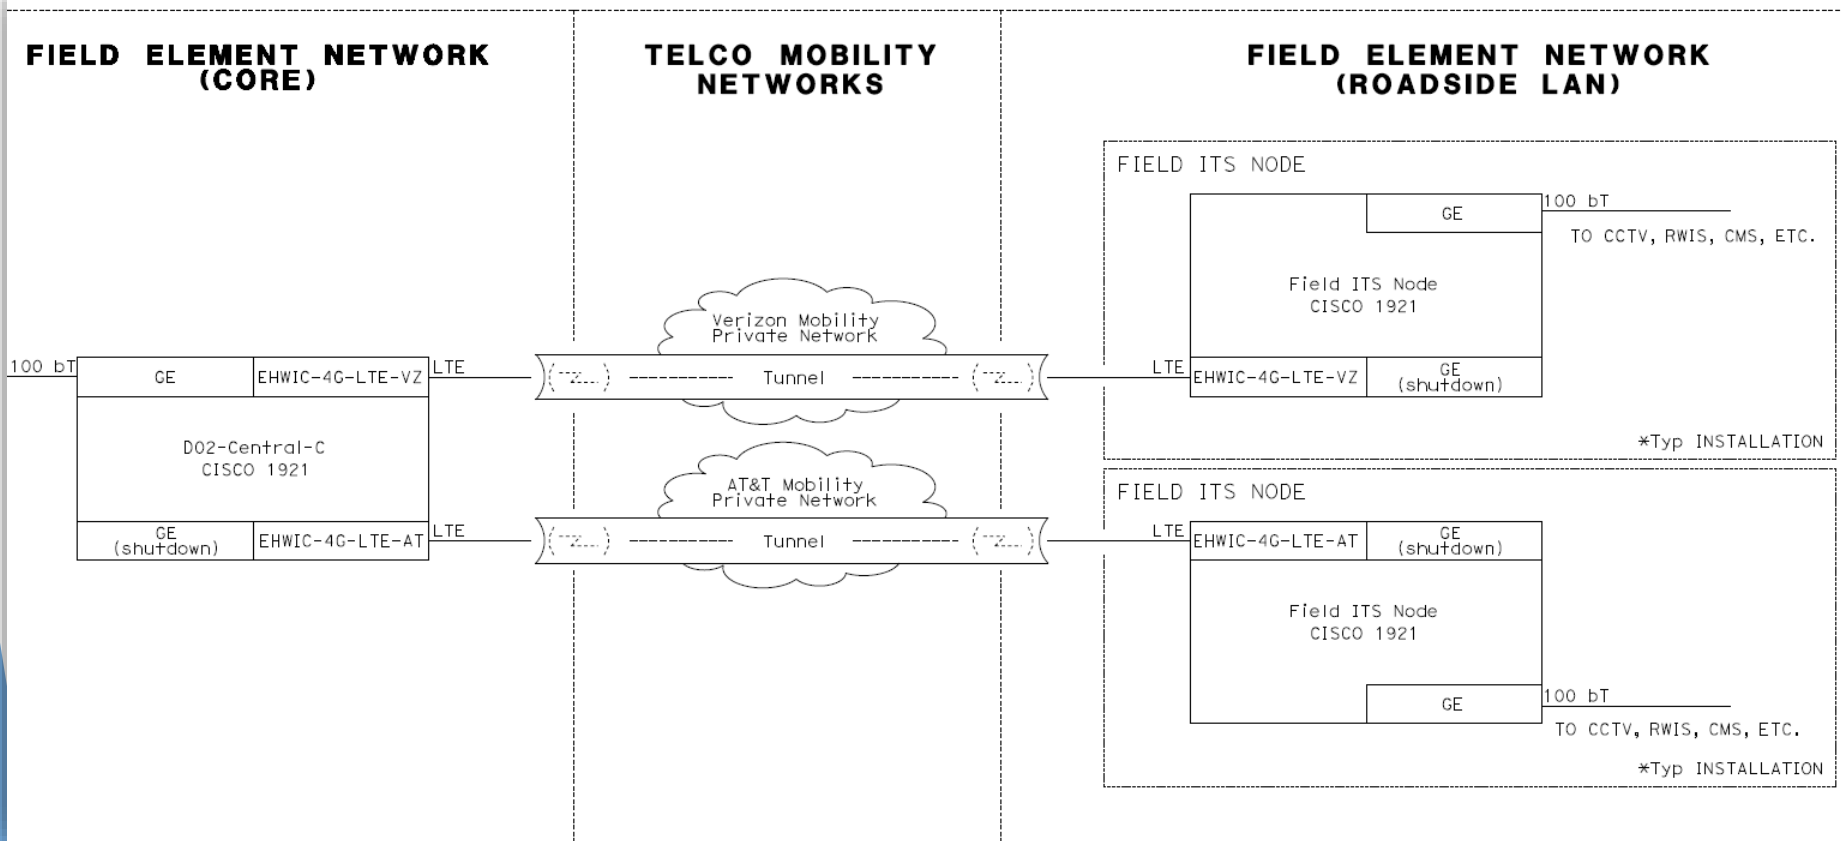 FIELD ELEMENT NETWORK
(CORE)
TELCO MOBILITY
NETWORKS
FIELD ELEMENT NETWORK
(ROADSIDE LAN)
FIELD ITS NODE
GE
100 bT
TO CCTV, RWIS, CMS, ETC.
Field ITS Node
CISCO 1921
Verizon Mobility
Private Network
100 bT
GE
EHWIC-4G-LTE-VZ
LTE
Tunnel
LTE
EHWIC-4G-LTE-VZ
GE
(shutdown)
*Typ INSTALLATION
D02-Central-C
CISCO 1921
AT&T Mobility
Private Network
FIELD ITS NODE
GE
(shutdown)
EHWIC-4G-LTE-AT
LTE
Tunnel
LTE
EHWIC-4G-LTE-AT
GE
(shutdown)
Field ITS Node
CISCO 1921
GE
100 bT
TO CCTV, RWIS, CMS, ETC.
*Typ INSTALLATION